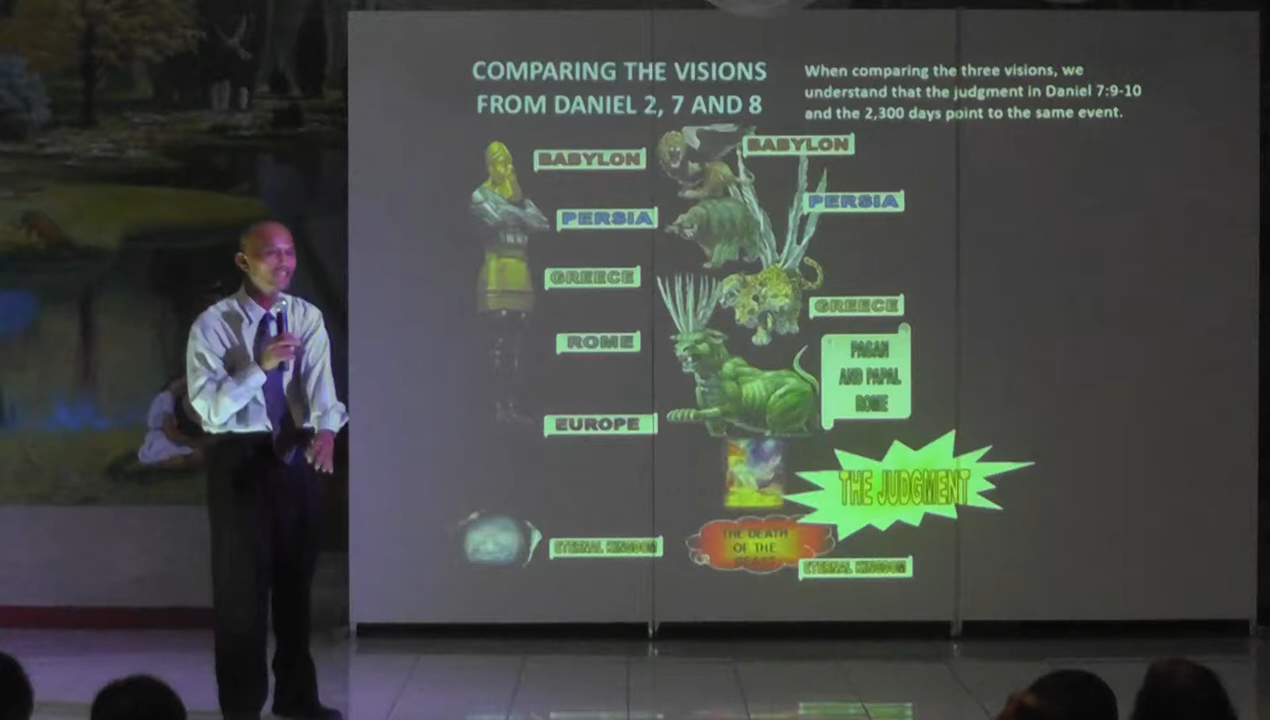 COMPARING THE VISIONS
FROM DANIEL 2, 7 AND 8
When comparing the three visions, we
understand that the judgment in Daniel 7:9-10
and the 2,300 days point to the same event.
BABYLON
PERSIA
GREECE
ROME
EUROPE
ETERNAL KINGDOM
BABYLON
PERSIA
GREECE
PAGAN
AND PAPAL
ROME
THE JUDGMENT
THE DEATH
OF THE
ETERNAL KINGDOM